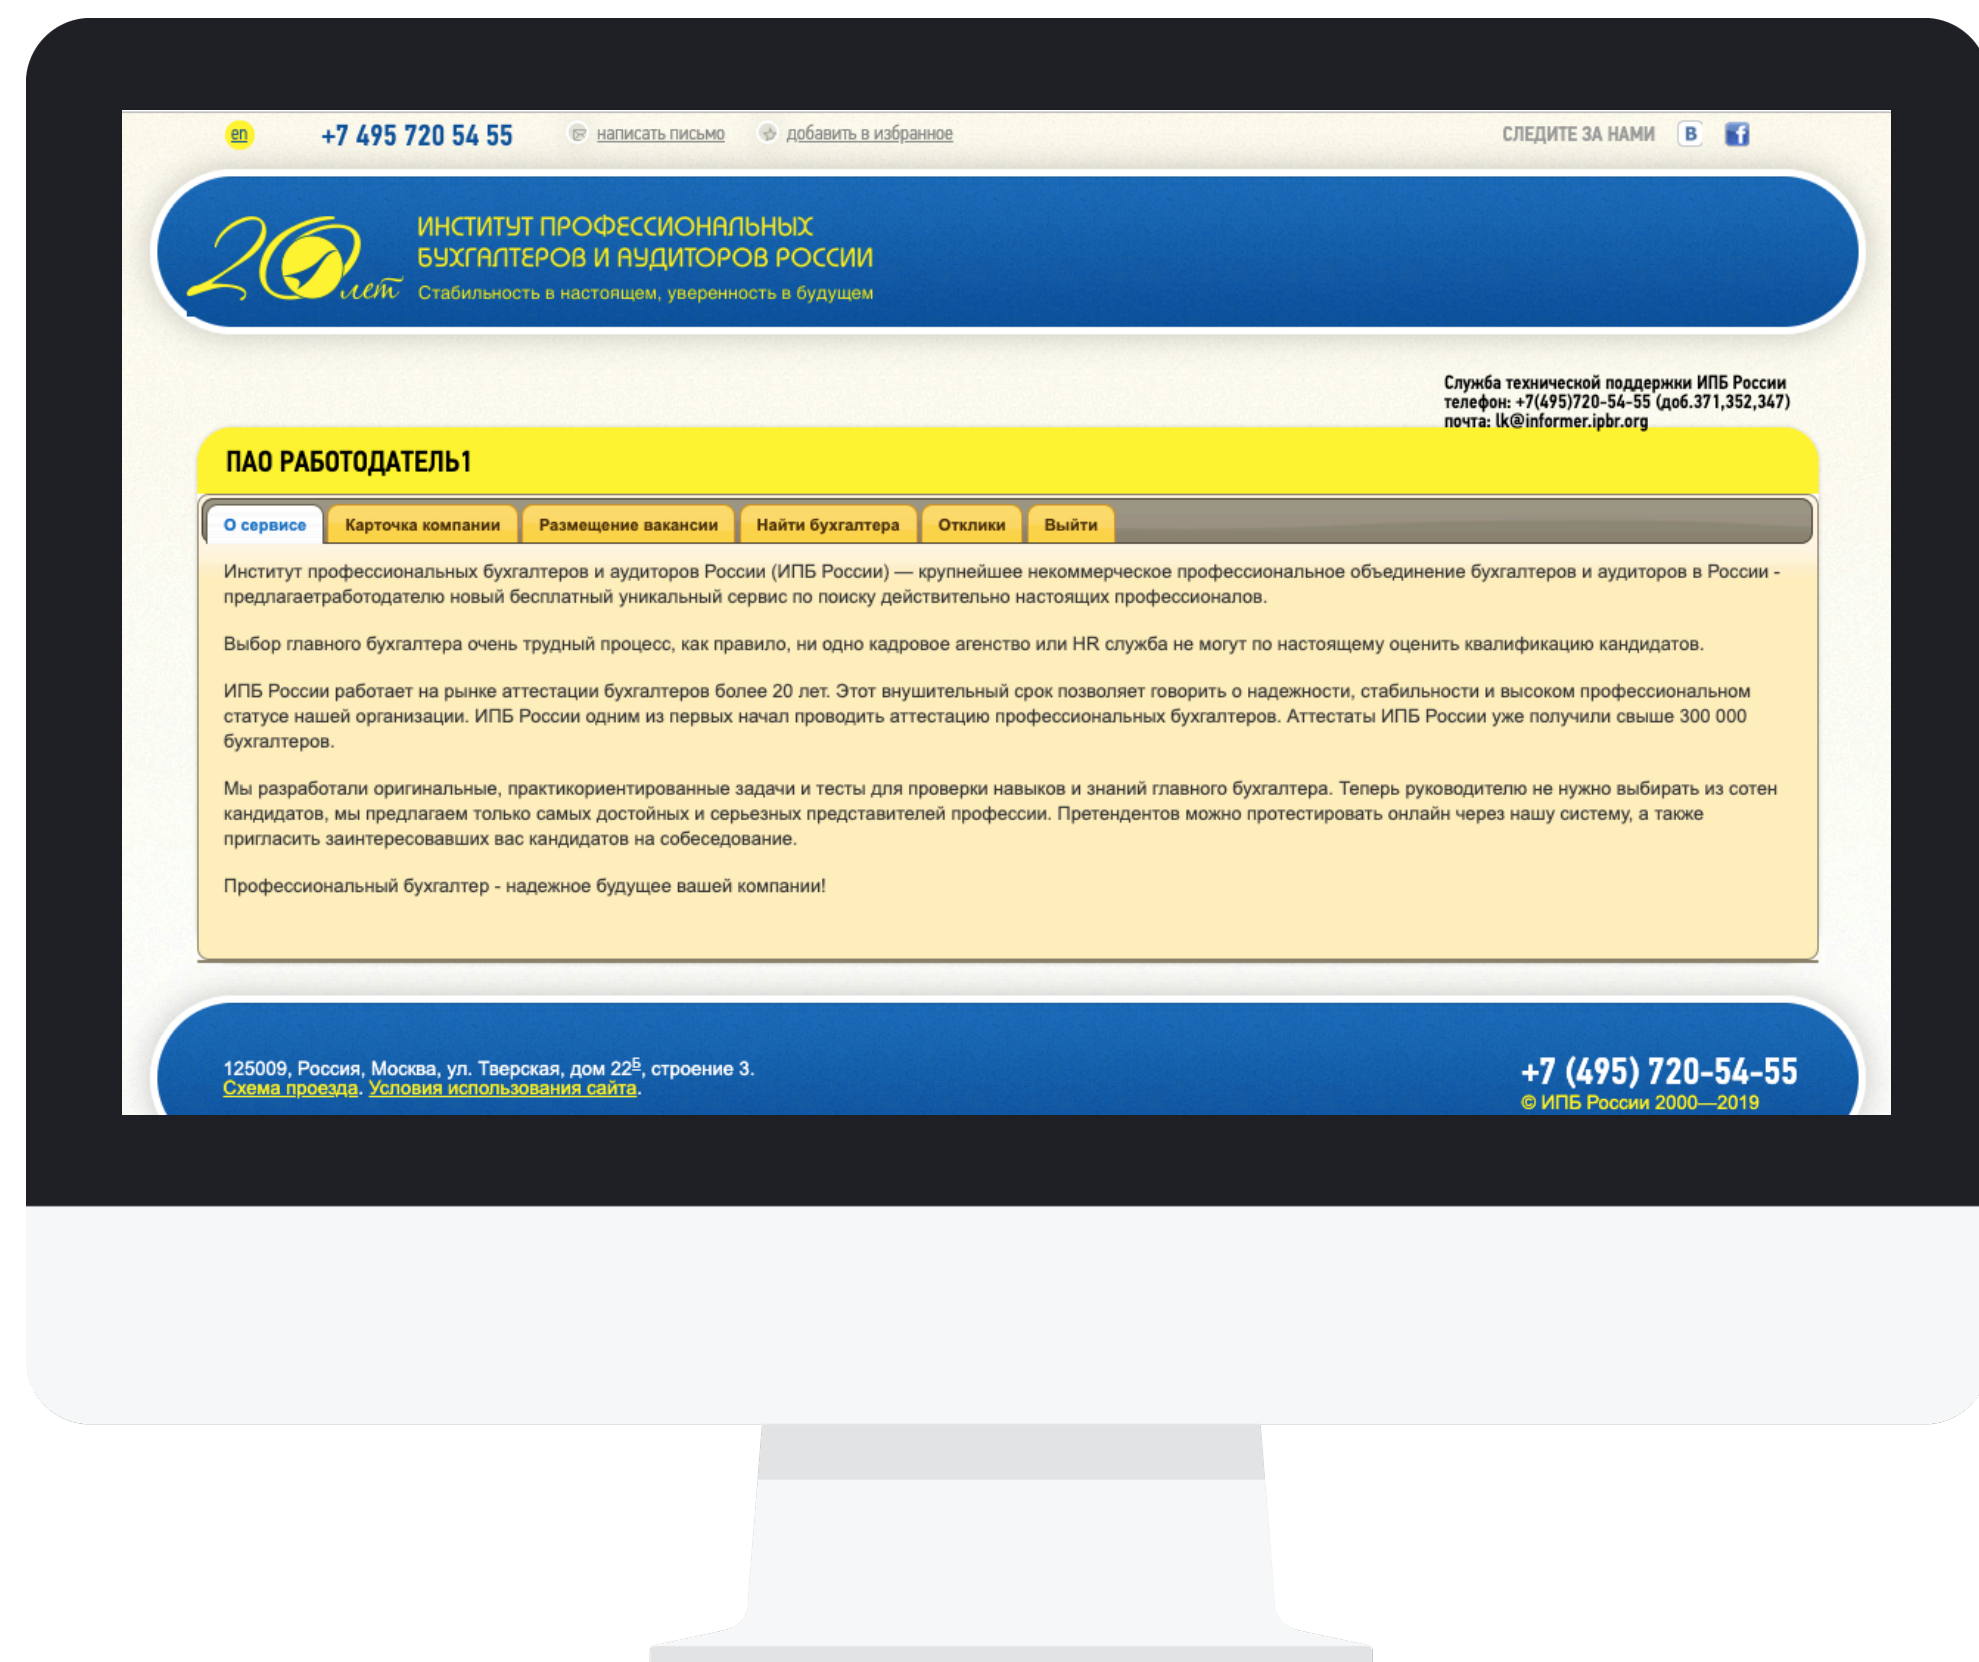 en
+7 495 720 54 55
написать письмо
добавить в избранное
СЛЕДИТЕ ЗА НАМИ
В
f
20 лет
ИНСТИТУТ ПРОФЕССИОНАЛЬНЫХ
БУХГАЛТЕРОВ И АУДИТОРОВ РОССИИ
Стабильность в настоящем, уверенность в будущем
Служба технической поддержки ИПБ России
телефон: +7(495)720-54-55 (доб.371,352,347)
почта: lk@informer.ipbr.org
ПАО РАБОТОДАТЕЛЬ1
О сервисе
Карточка компании
Размещение вакансии
Найти бухгалтера
Отклики
Выйти
Институт профессиональных бухгалтеров и аудиторов России (ИПБ России) — крупнейшее некоммерческое профессиональное объединение бухгалтеров и аудиторов в России -
предлагаетработодателю новый бесплатный уникальный сервис по поиску действительно настоящих профессионалов.
Выбор главного бухгалтера очень трудный процесс, как правило, ни одно кадровое агенство или HR служба не могут по настоящему оценить квалификацию кандидатов.
ИПБ России работает на рынке аттестации бухгалтеров более 20 лет. Этот внушительный срок позволяет говорить о надежности, стабильности и высоком профессиональном
статусе нашей организации. ИПБ России одним из первых начал проводить аттестацию профессиональных бухгалтеров. Аттестаты ИПБ России уже получили свыше 300 000
бухгалтеров.
Мы разработали оригинальные, практикориентированные задачи и тесты для проверки навыков и знаний главного бухгалтера. Теперь руководителю не нужно выбирать из сотен
кандидатов, мы предлагаем только самых достойных и серьезных представителей профессии. Претендентов можно протестировать онлайн через нашу систему, а также
пригласить заинтересовавших вас кандидатов на собеседование.
Профессиональный бухгалтер - надежное будущее вашей компании!
125009, Россия, Москва, ул. Тверская, дом 22Б, строение 3.
Схема проезда. Условия использования сайта.
+7 (495) 720-54-55
© ИПБ России 2000—2019